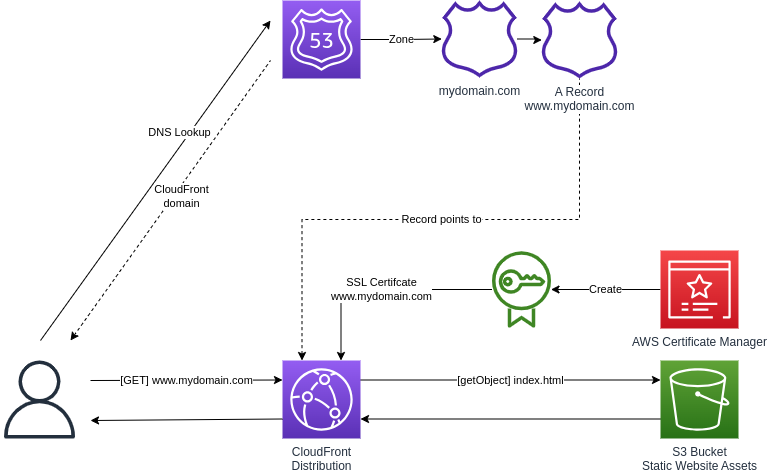 53
Zone
mydomain.com
A Record
www.mydomain.com
DNS Lookup
CloudFront
domain
Record points to
SSL Certifcate
www.mydomain.com
Create
AWS Certificate Manager
[GET] www.mydomain.com
[getObject] index.html
CloudFront
Distribution
S3 Bucket
Static Website Assets